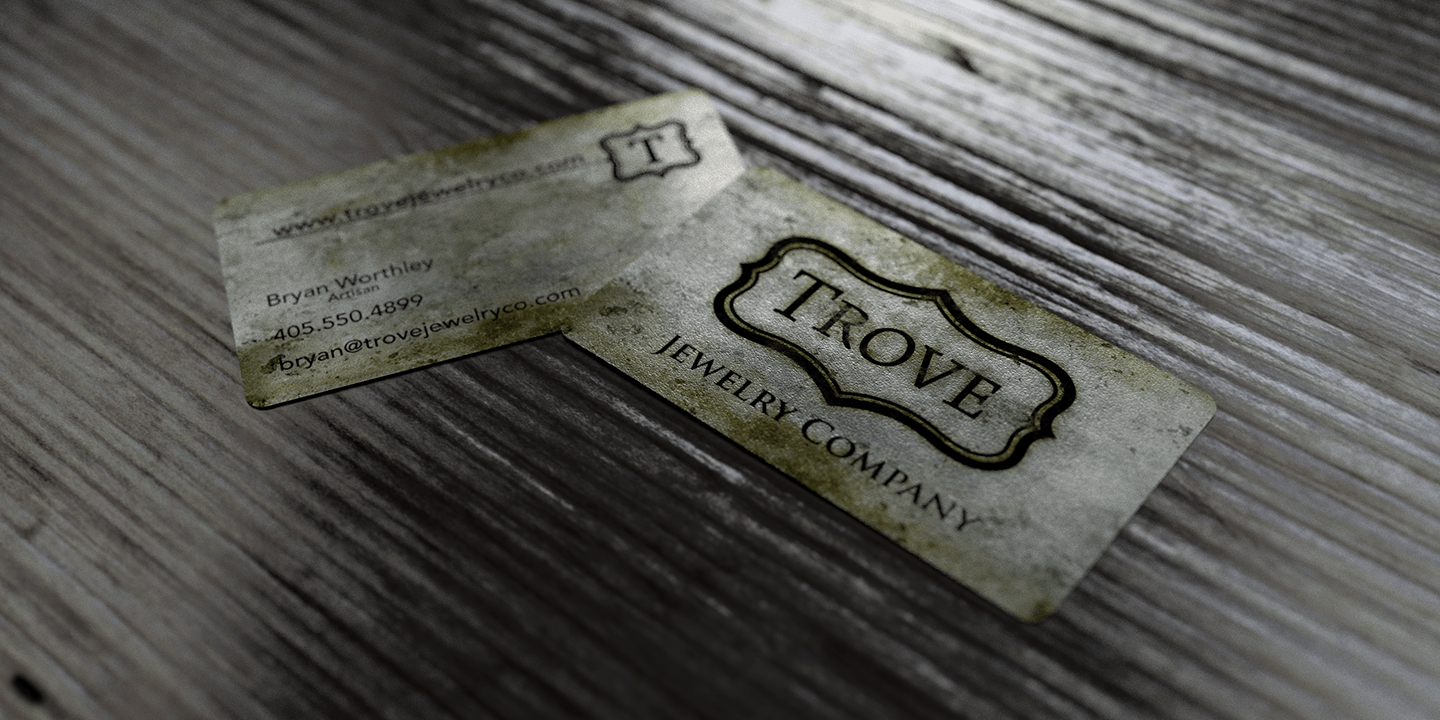 www.trovejewelryco.com
T
Bryan Worthley
Artisan
405.550.4899
bryan@trovejewelryco.com
TROVE
JEWELRY COMPANY